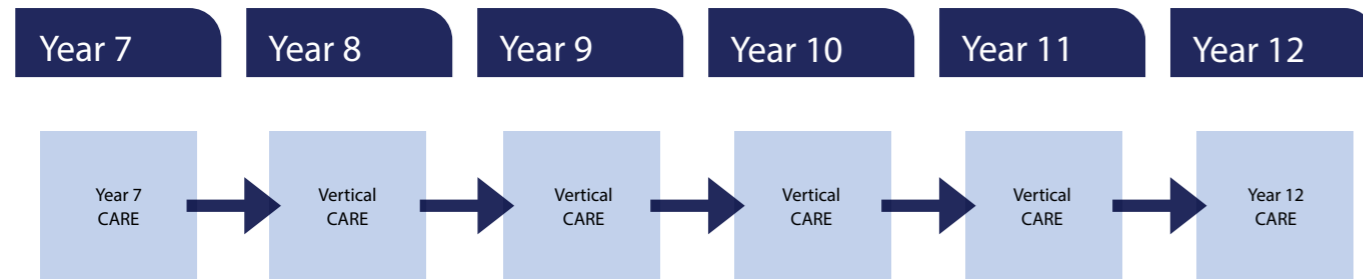 Year 7
Year 8
Year 9
Year 10
Year 11
Year 12
Year 7
CARE
Vertical
CARE
Vertical
CARE
Vertical
CARE
Vertical
CARE
Year 12
CARE